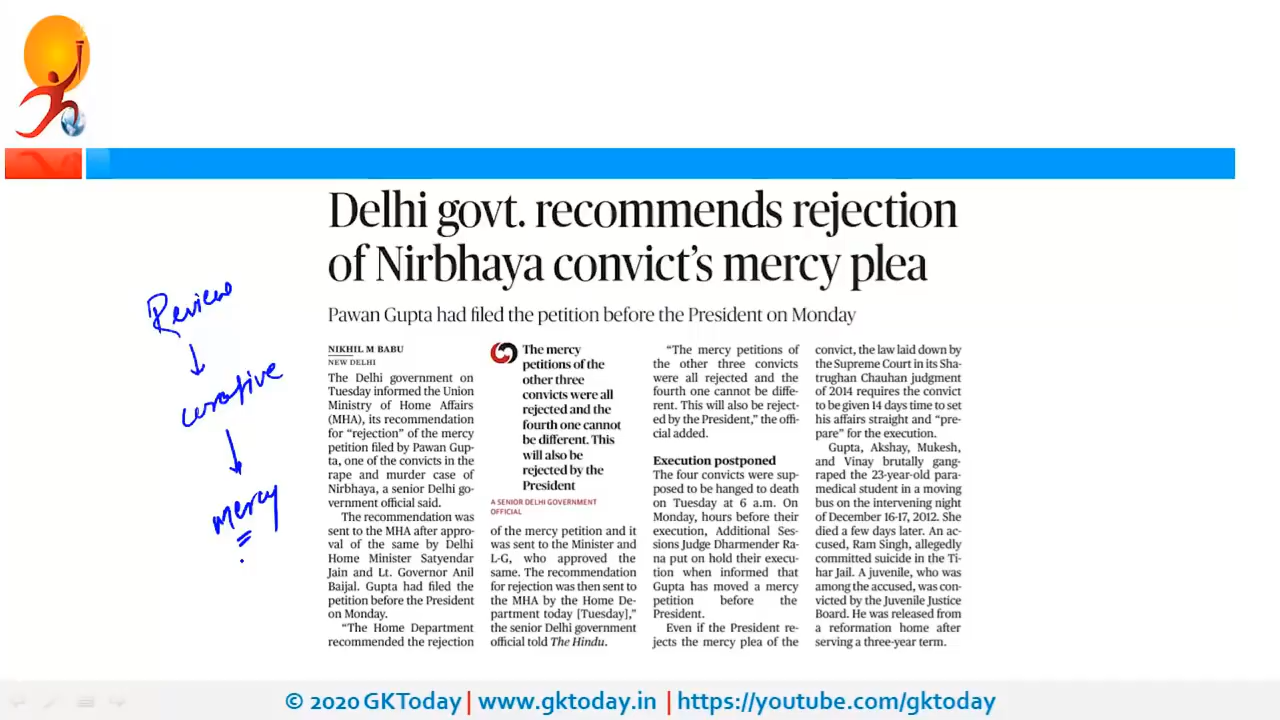 Delhi govt. recommends rejection
of Nirbhaya convict's mercy plea
Pawan Gupta had filed the petition before the President on Monday
Review
curative
mercy
NIKHIL M BABU
NEW DELHI
The Delhi government on
Tuesday informed the Union
Ministry of Home Affairs
(MHA), its recommendation
for "rejection" of the mercy
petition filed by Pawan Gup-
ta, one of the convicts in the
rape and murder case of
Nirbhaya, a senior Delhi go-
vernment official said.
The recommendation was
sent to the MHA after appro-
val of the same by Delhi
Home Minister Satyendar
Jain and Lt. Governor Anil
Baijal. Gupta had filed the
petition before the President
on Monday.
"The Home Department
recommended the rejection
The mercy
petitions of the
other three
convicts were all
rejected and the
fourth one cannot
be different. This
will also be
rejected by the
President
A SENIOR DELHI GOVERNMENT
OFFICIAL
of the mercy petition and it
was sent to the Minister and
L-G, who approved the
same. The recommendation
for rejection was then sent to
the MHA by the Home De-
partment today [Tuesday],"
the senior Delhi government
official told The Hindu.
"The mercy petitions of
the other three convicts
were all rejected and the
fourth one cannot be diffe-
rent. This will also be reject-
ed by the President," the offi-
cial added.
Execution postponed
The four convicts were sup-
posed to be hanged to death
on Tuesday at 6 a.m. On
Monday, hours before their
execution, Additional Ses-
sions Judge Dharmender Ra-
na put on hold their execu-
tion when informed that
Gupta has moved a mercy
petition before the
President.
Even if the President re-
jects the mercy plea of the
convict, the law laid down by
the Supreme Court in its Sha-
trughan Chauhan judgment
of 2014 requires the convict
to be given 14 days time to set
his affairs straight and "pre-
pare" for the execution.
Gupta, Akshay, Mukesh,
and Vinay brutally gang-
raped the 23-year-old para-
medical student in a moving
bus on the intervening night
of December 16-17, 2012. She
died a few days later. An ac-
cused, Ram Singh, allegedly
committed suicide in the Ti-
har Jail. A juvenile, who was
among the accused, was con-
victed by the Juvenile Justice
Board. He was released from
a reformation home after
serving a three-year term.
© 2020 GKToday | www.gktoday.in | https://youtube.com/gktoday